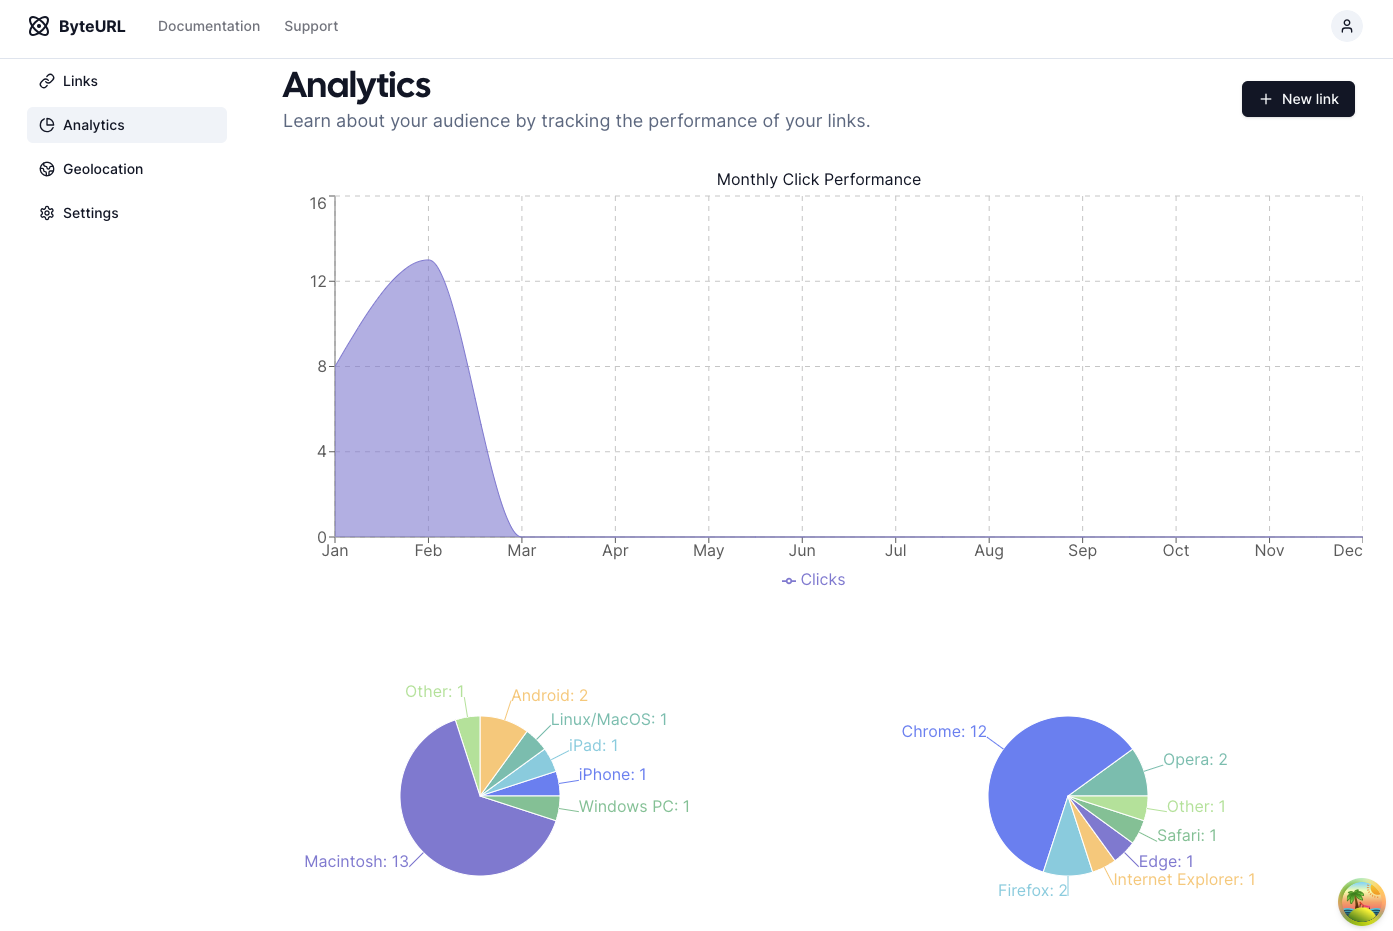 ByteURL Documentation Support
Links
Analytics
Geolocation
Settings
Analytics
Learn about your audience by tracking the performance of your links.
New link
Monthly Click Performance
16
12
8
4
0
Jan Feb Mar Apr May Jun Jul Aug Sep Oct Nov Dec
Clicks
Other: 1
Android: 2
Linux/MacOS: 1
iPad: 1
iPhone: 1
Windows PC: 1
Macintosh: 13
Chrome: 12
Opera: 2
Other: 1
Safari: 1
Edge: 1
Internet Explorer: 1
Firefox: 2